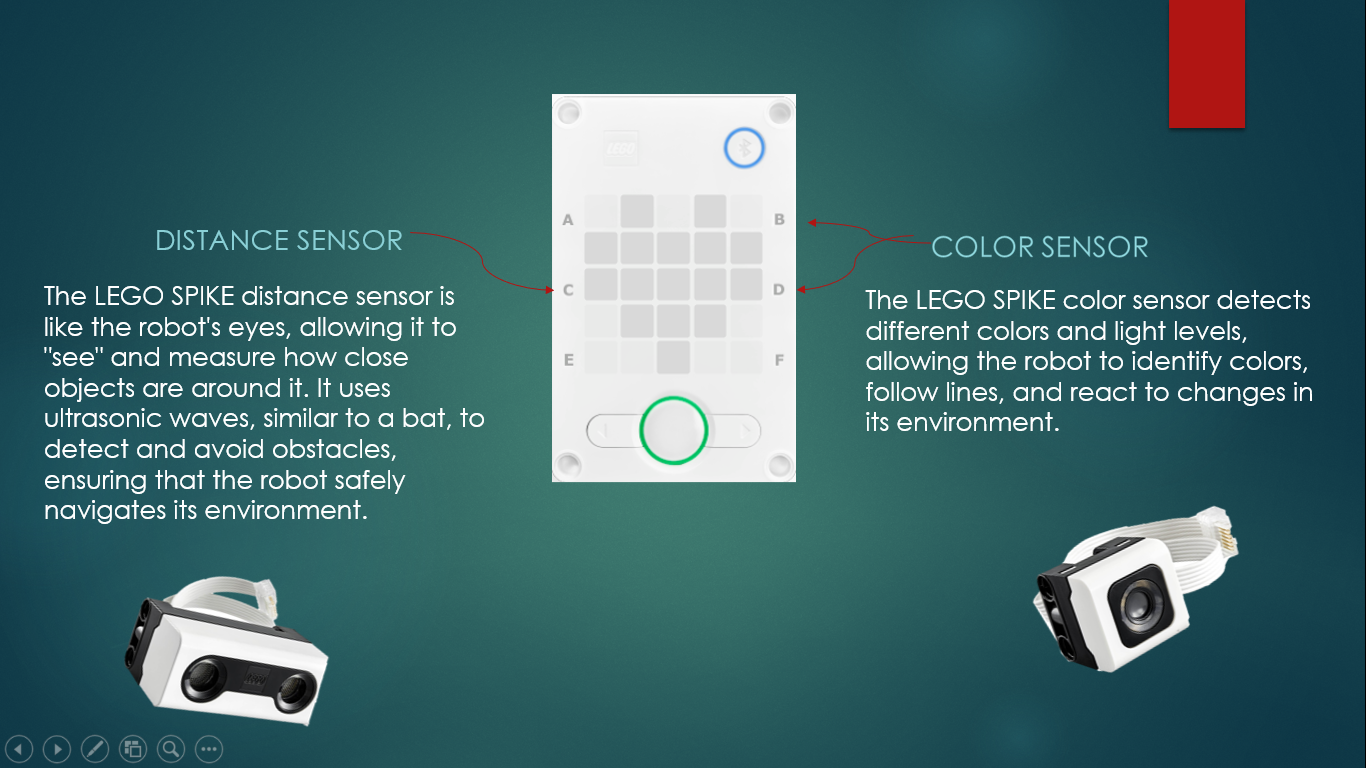 LEGO
A
B
C
D
E
F
DISTANCE SENSOR
The LEGO SPIKE distance sensor is
like the robot's eyes, allowing it to
"see" and measure how close
objects are around it. It uses
ultrasonic waves, similar to a bat, to
detect and avoid obstacles,
ensuring that the robot safely
navigates its environment.
COLOR SENSOR
The LEGO SPIKE color sensor detects
different colors and light levels,
allowing the robot to identify colors,
follow lines, and react to changes in
its environment.